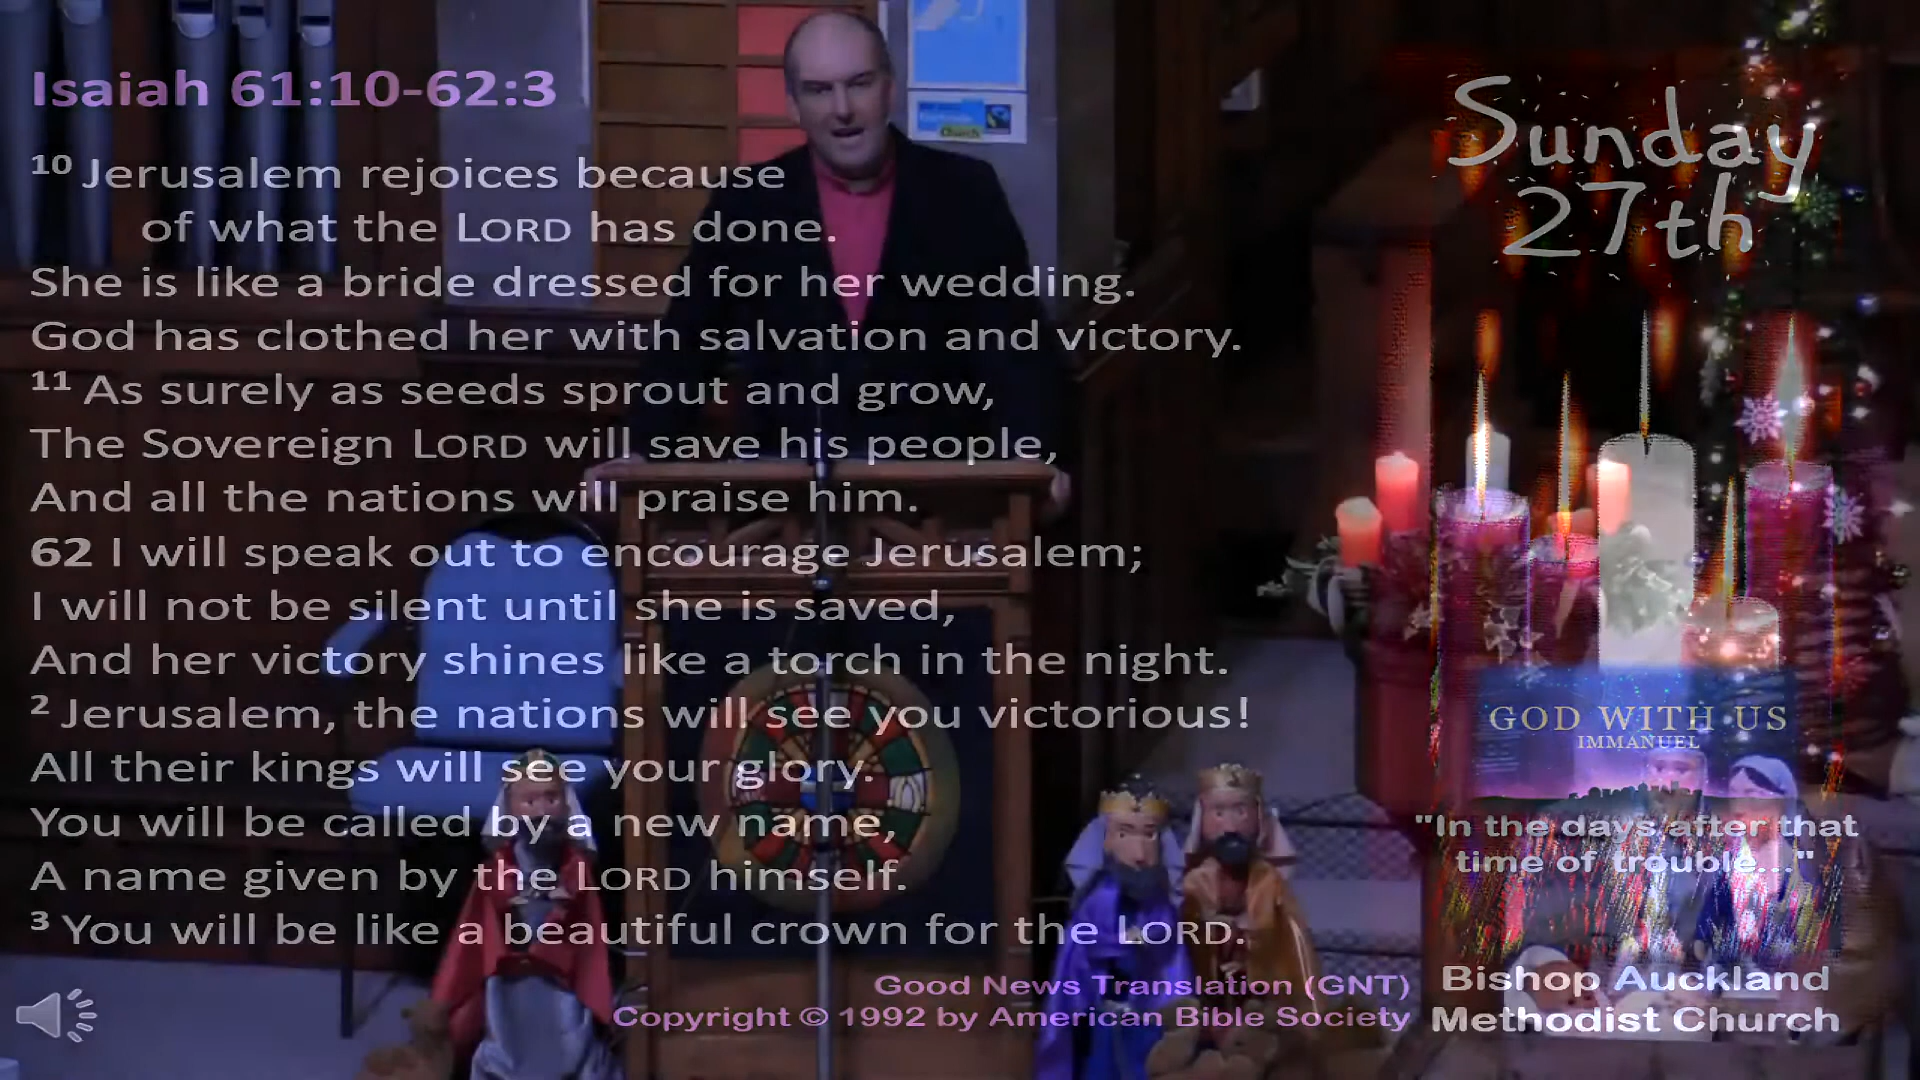 Isaiah 61:10-62:3
10 Jerusalem rejoices because
of what the LORD has done.
She is like a bride dressed for her wedding.
God has clothed her with salvation and victory.
11 As surely as seeds sprout and grow,
The Sovereign LORD will save his people,
And all the nations will praise him.
62 I will speak out to encourage Jerusalem;
I will not be silent until she is saved,
And her victory shines like a torch in the night.
2 Jerusalem, the nations will see you victorious!
All their kings will see your glory.
You will be called by a new name,
A name given by the LORD himself.
3 You will be like a beautiful crown for the LORD.
Good News Translation (GNT)
Copyright © 1992 by American Bible Society
Church
Sunday
27th
GOD WITH US
IMMANUEL
"In the days after that
time of trouble..."
Bishop Auckland
Methodist Church